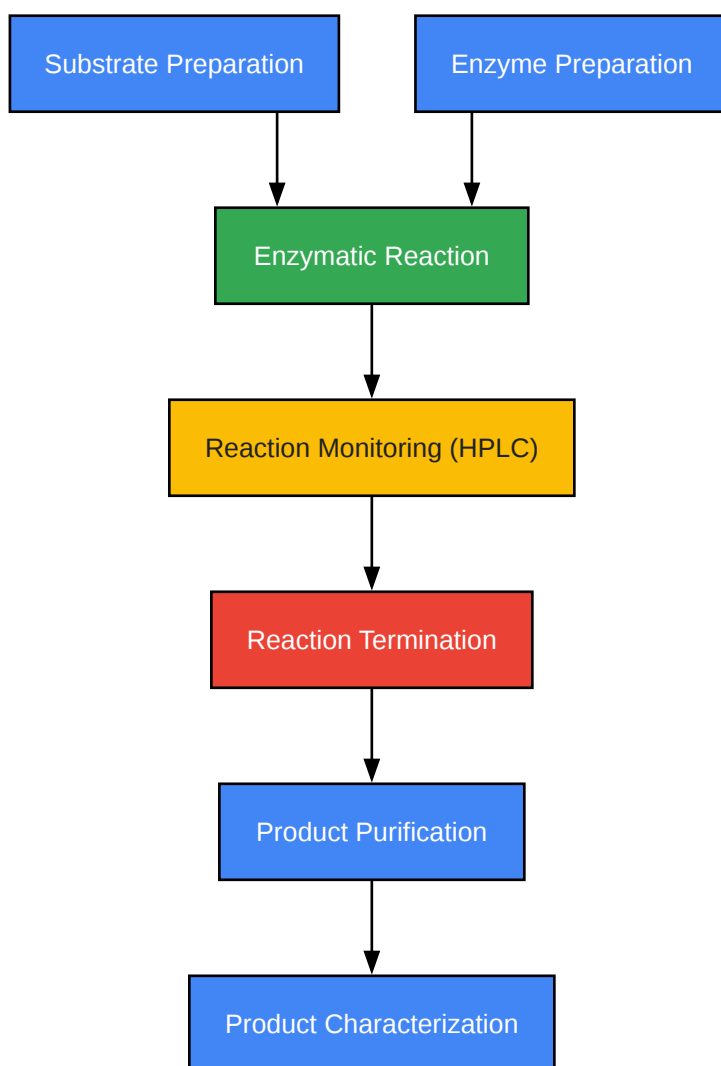 Substrate Preparation
Enzyme Preparation
Enzymatic Reaction
Reaction Monitoring (HPLC)
Reaction Termination
Product Purification
Product Characterization